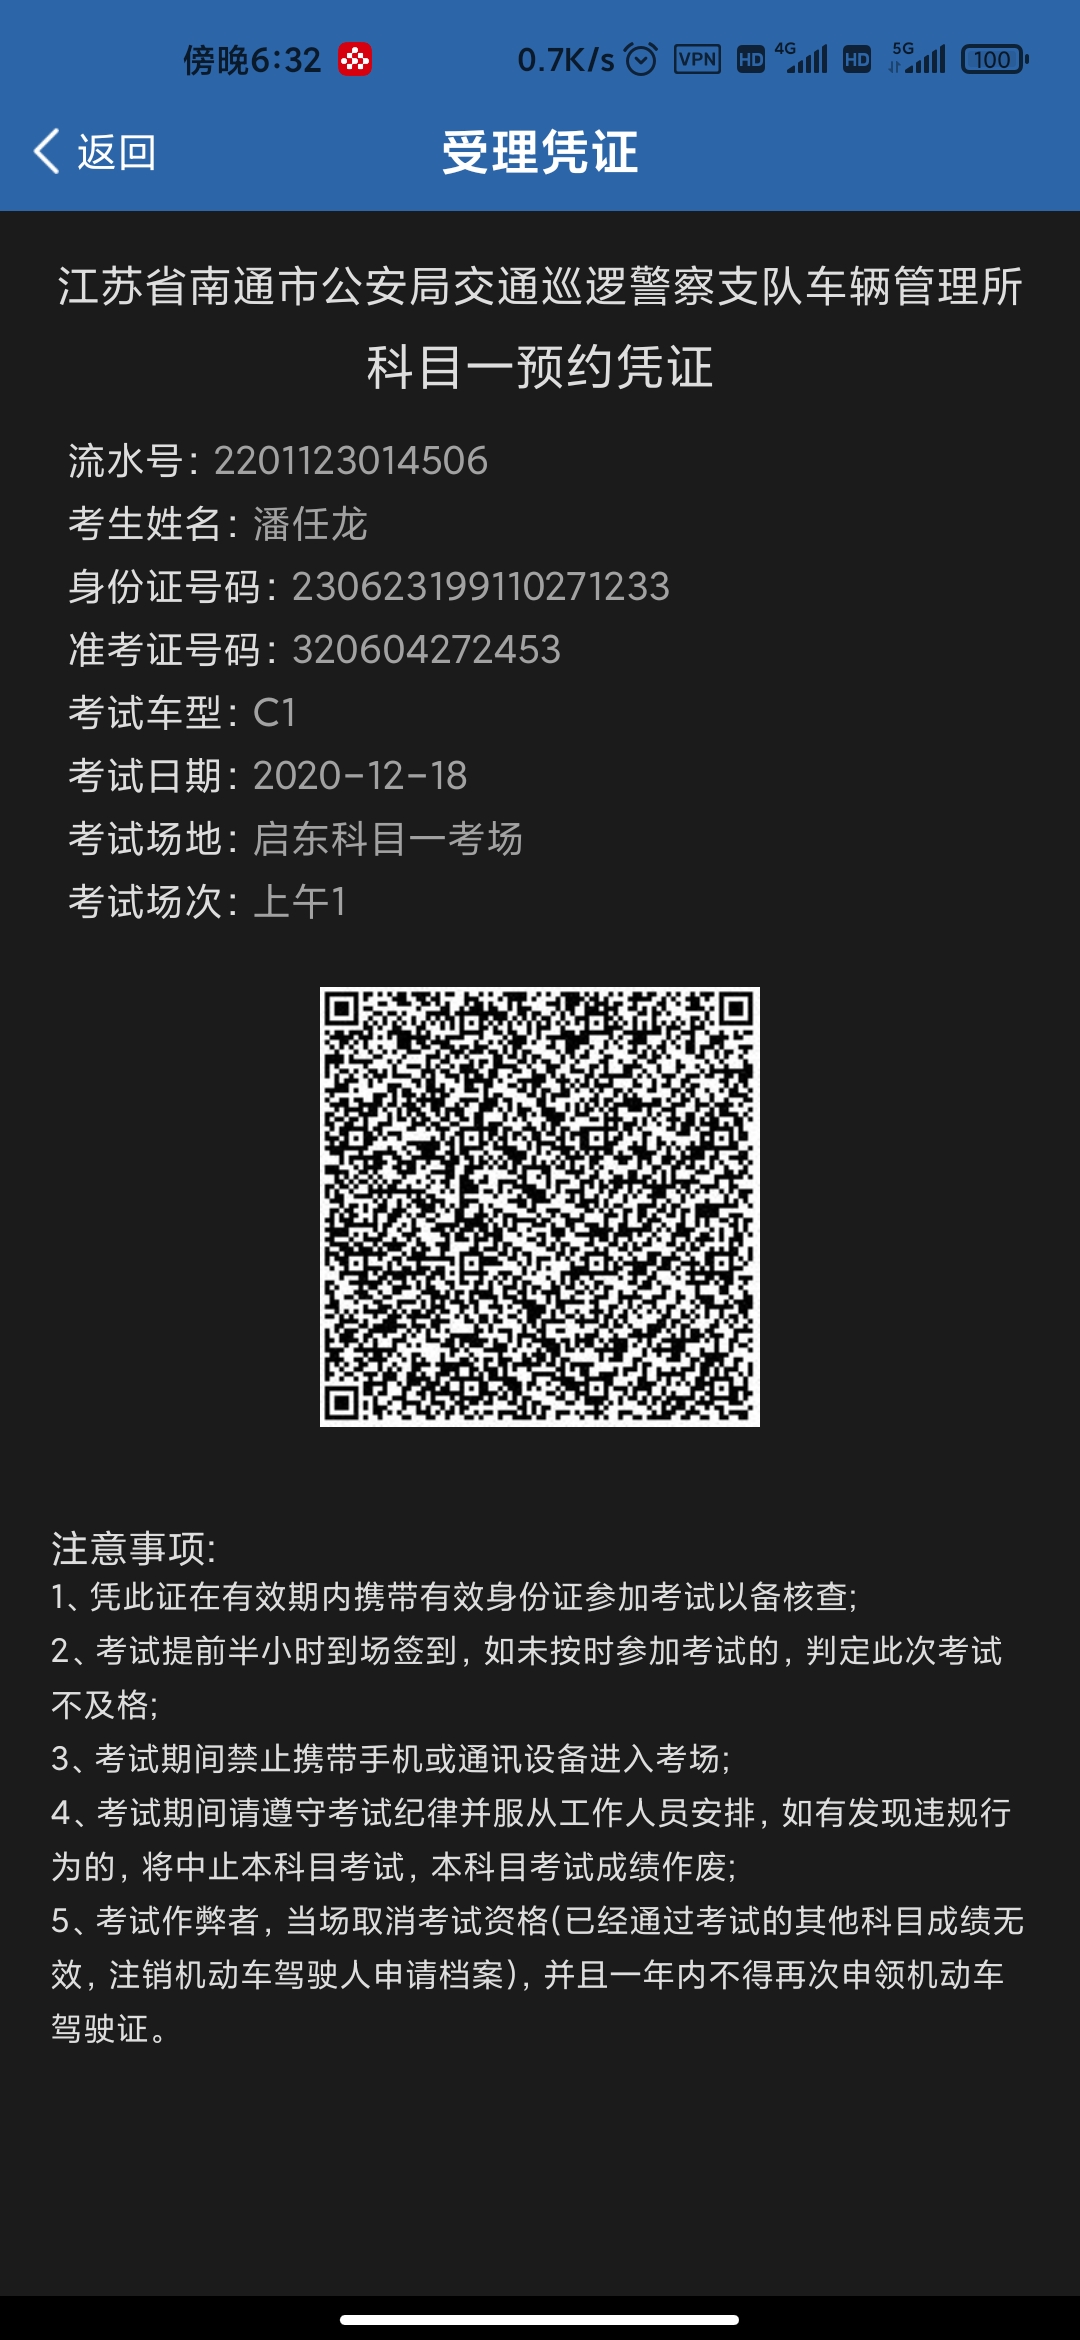 傍晚6:32
0.7K/s VPN HD 4G HD 5G 100
返回
受理凭证
江苏省南通市公安局交通巡逻警察支队车辆管理所
科目一预约凭证
流水号: 2201123014506
考生姓名: 潘任龙
身份证号码: 230623199110271233
准考证号码: 320604272453
考试车型: C1
考试日期: 2020-12-18
考试场地: 启东科目一考场
考试场次: 上午1
注意事项:
1、凭此证在有效期内携带有效身份证参加考试以备核查;
2、考试提前半小时到场签到, 如未按时参加考试的, 判定此次考试
不及格;
3、考试期间禁止携带手机或通讯设备进入考场;
4、考试期间请遵守考试纪律并服从工作人员安排, 如有发现违规行
为的, 将中止本科目考试, 本科目考试成绩作废;
5、考试作弊者, 当场取消考试资格(已经通过考试的其他科目成绩无
效, 注销机动车驾驶人申请档案), 并且一年内不得再次申领机动车
驾驶证。